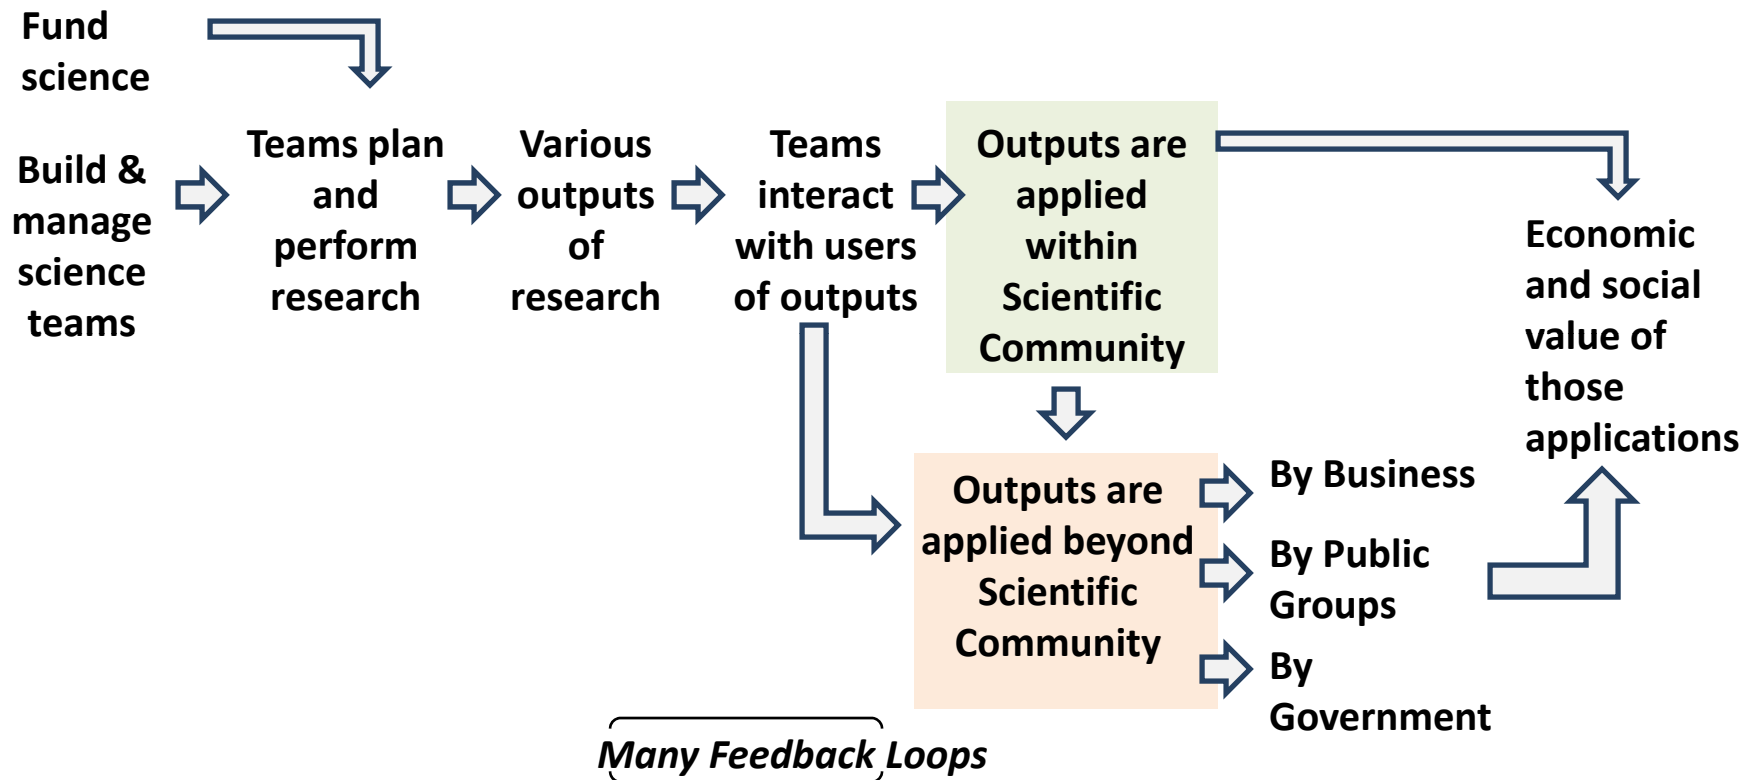 Fund
science
Build &
manage
science
teams
Teams plan
and
perform
research
Various
outputs
of
research
Teams
interact
with users
of outputs
Outputs are
applied
within
Scientific
Community
Economic
and social
value of
those
applications
Outputs are
applied beyond
Scientific
Community
By Business
By Public
Groups
By
Government
Many Feedback Loops